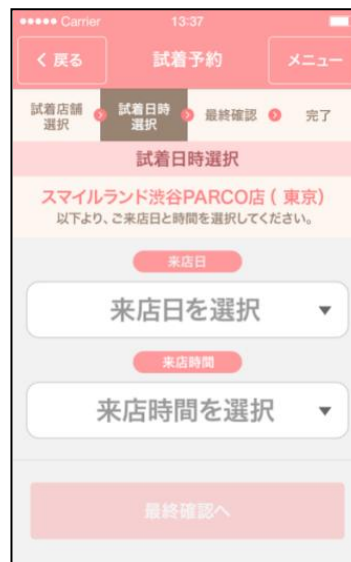 Carrier 13:37
< 戻る 試着予約 メニュー
試着店舗
選択
試着日時
選択
最終確認
完了
試着日時選択
スマイルランド渋谷PARCO店 ( 東京)
以下より、ご来店日と時間を選択してください。
来店日
来店日を選択
来店時間
来店時間を選択
最終確認へ